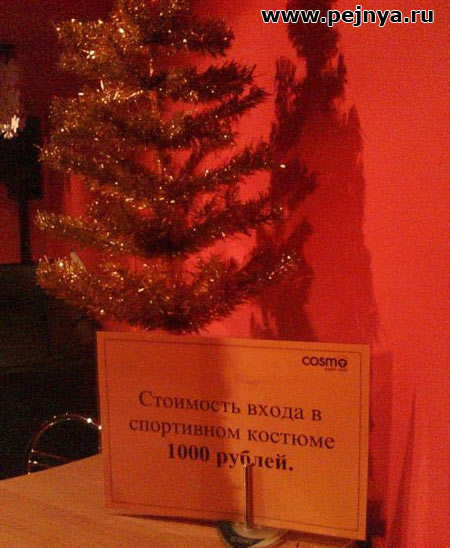 www.pejnya.ru
cosmo
Стоимость входа в
спортивном костюме
1000 рублей.